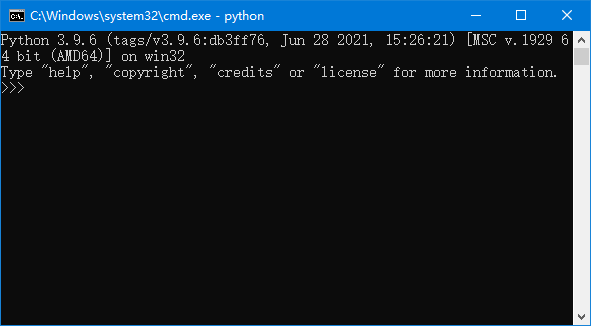 C:\Windows\system32\cmd.exe - python
Python 3.9.6 (tags/v3.9.6:db3ff76, Jun 28 2021, 15:26:21) [MSC v.1929 6
4 bit (AMD64)] on win32
Type "help", "copyright", "credits" or "license" for more information.
>>>